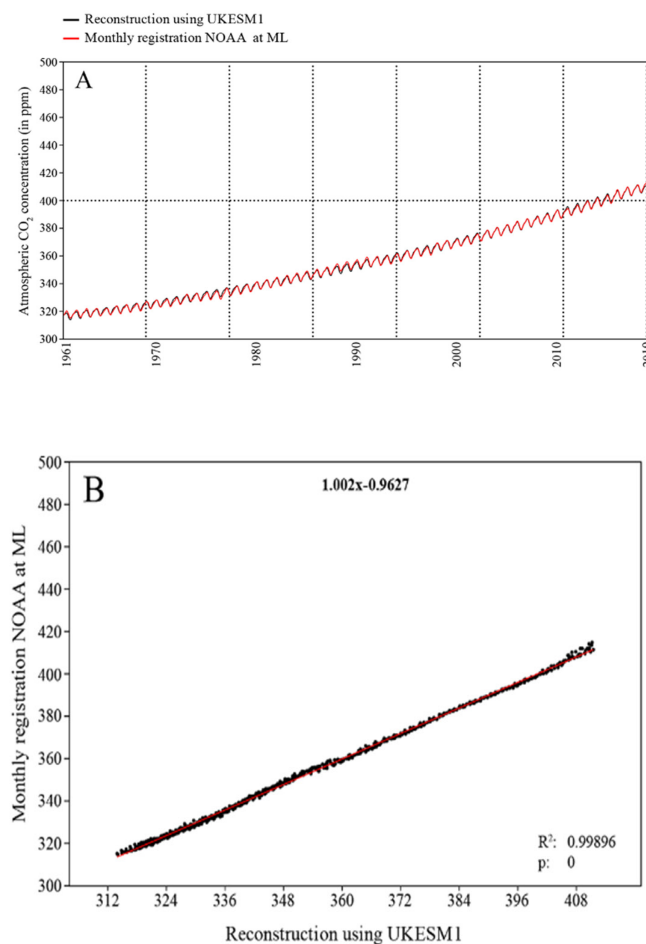 Reconstruction using UKESM1
Monthly registration NOAA at ML
A
Atmospheric CO2 concentration (in ppm)
500
480
460
440
420
400
380
360
340
320
300
1961
1970
1980
1990
2000
2010
2019
B
1.002x-0.9627
Monthly registration NOAA at ML
500
480
460
440
420
400
380
360
340
320
300
R2: 0.99896
p: 0
312 324 336 348 360 372 384 396 408
Reconstruction using UKESM1